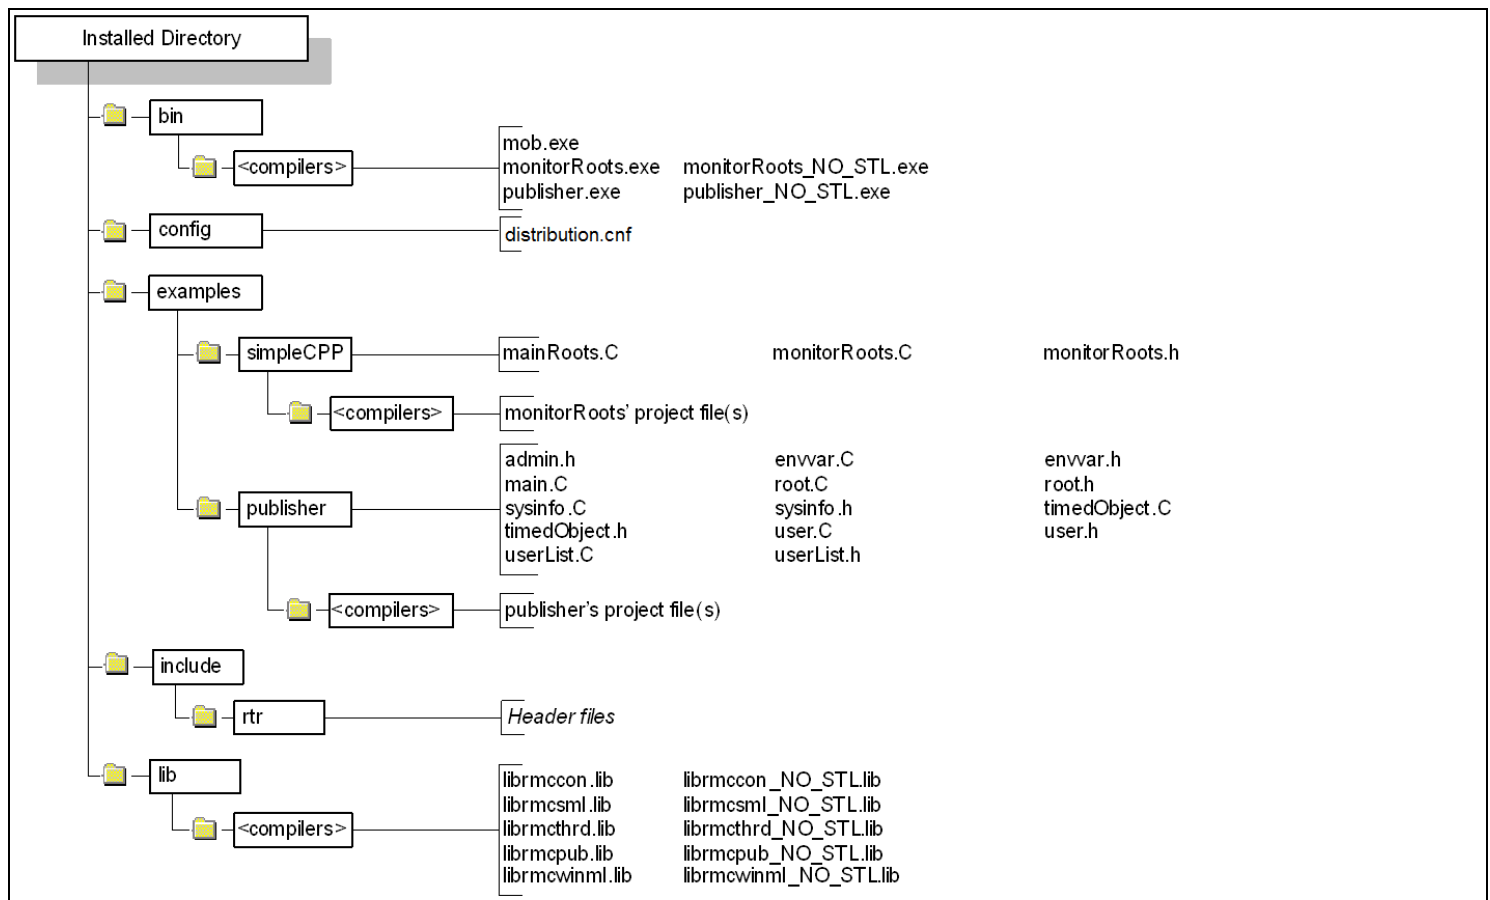 Installed Directory
bin
<compilers>
mob.exe
monitorRoots.exe monitorRoots_NO_STL.exe
publisher.exe publisher_NO_STL.exe
config
distribution.cnf
examples
simpleCPP
mainRoots.C monitorRoots.C monitorRoots.h
<compilers>
monitorRoots' project file(s)
publisher
admin.h envvar.C envvar.h
main.C root.C root.h
sysinfo.C sysinfo.h timedObject.C
timedObject.h user.C user.h
userList.C userList.h
<compilers>
publisher's project file(s)
include
rtr
Header files
lib
<compilers>
librmccon.lib librmccon_NO_STL.lib
librmcsml.lib librmcsml_NO_STL.lib
librmcthrd.lib librmcthrd_NO_STL.lib
librmcpub.lib librmcpub_NO_STL.lib
librmcwinml.lib librmcwinml_NO_STL.lib